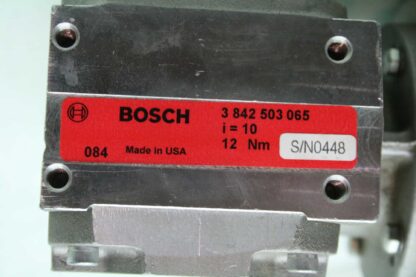 BOSCH 3 842 503 065
i = 10
084 Made in USA 12 Nm S/N0448